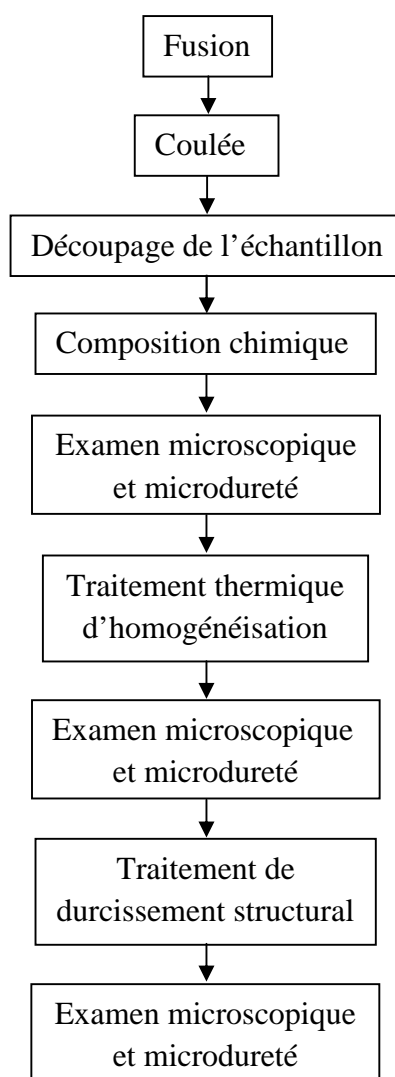 Fusion
Coulée
Découpage de l’échantillon
Composition chimique
Examen microscopique
et microdureté
Traitement thermique
d’homogénéisation
Examen microscopique
et microdureté
Traitement de
durcissement structural
Examen microscopique
et microdureté